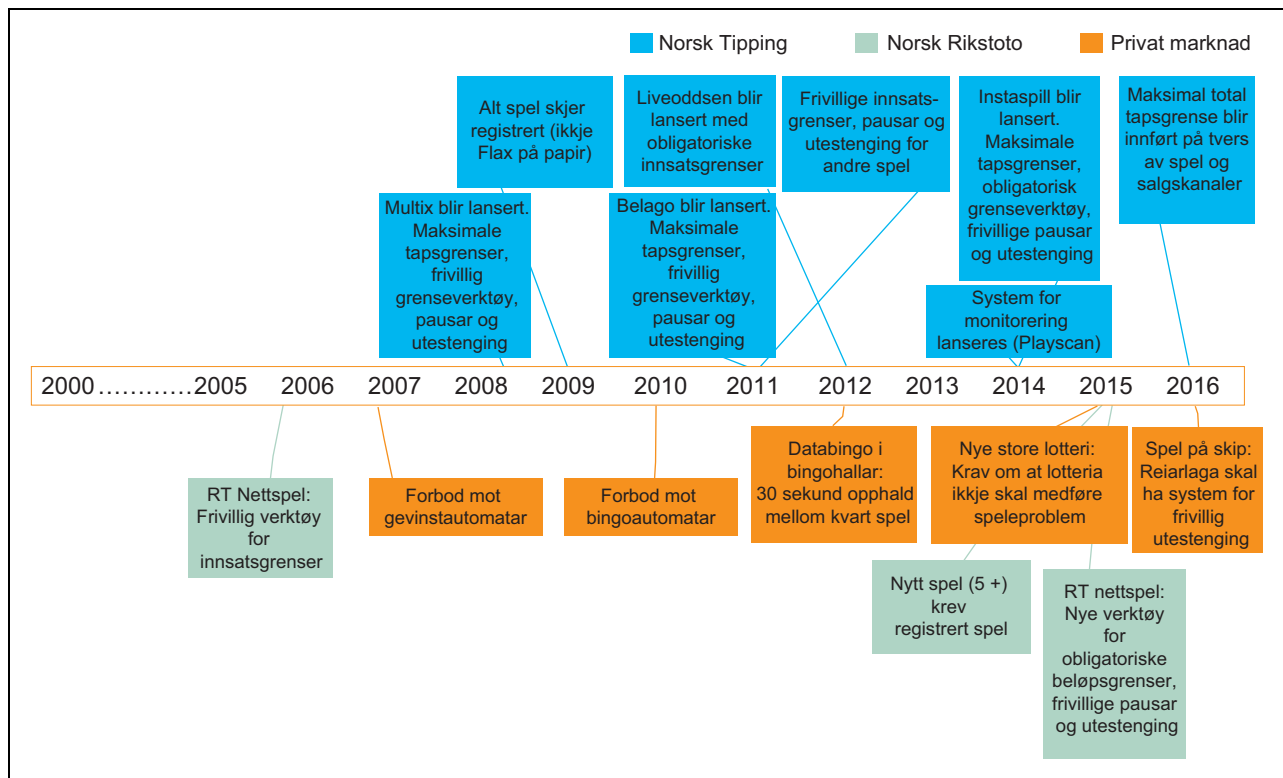 Norsk Tipping
Norsk Rikstoto
Privat marknad
Alt spel skjer
registrert (ikkje
Flax på papir)
Liveoddsen blir
lansert med
obligatoriske
innsatsgrenser
Frivillige innsats-
grenser, pausar og
utestenging for
andre spel
Instaspill blir
lansert.
Maksimale
tapsgrenser,
obligatorisk
grenseverktøy,
frivillige pausar
og utestenging
Maksimal total
tapsgrense blir
innført på tvers
av spel og
salgskanaler
Multix blir lansert.
Maksimale
tapsgrenser,
frivillig
grenseverktøy,
pausar og
utestenging
Belago blir lansert.
Maksimale
tapsgrenser,
frivillig
grenseverktøy,
pausar og
utestenging
System for
monitorering
lanseres (Playscan)
2000 ............2005 2006 2007 2008 2009 2010 2011 2012 2013 2014 2015 2016
RT Nettspel:
Frivillig verktøy
for
innsatsgrenser
Forbod mot
gevinstautomatar
Forbod mot
bingoautomatar
Databingo i
bingohallar:
30 sekund opphald
mellom kvart spel
Nye store lotteri:
Krav om at lotteria
ikkje skal medføre
speleproblem
Spel på skip:
Reiarlaga skal
ha system for
frivillig
utestenging
Nytt spel (5 +)
krev
registrert spel
RT nettspel:
Nye verktøy
for
obligatoriske
beløpsgrenser,
frivillige pausar
og utestenging